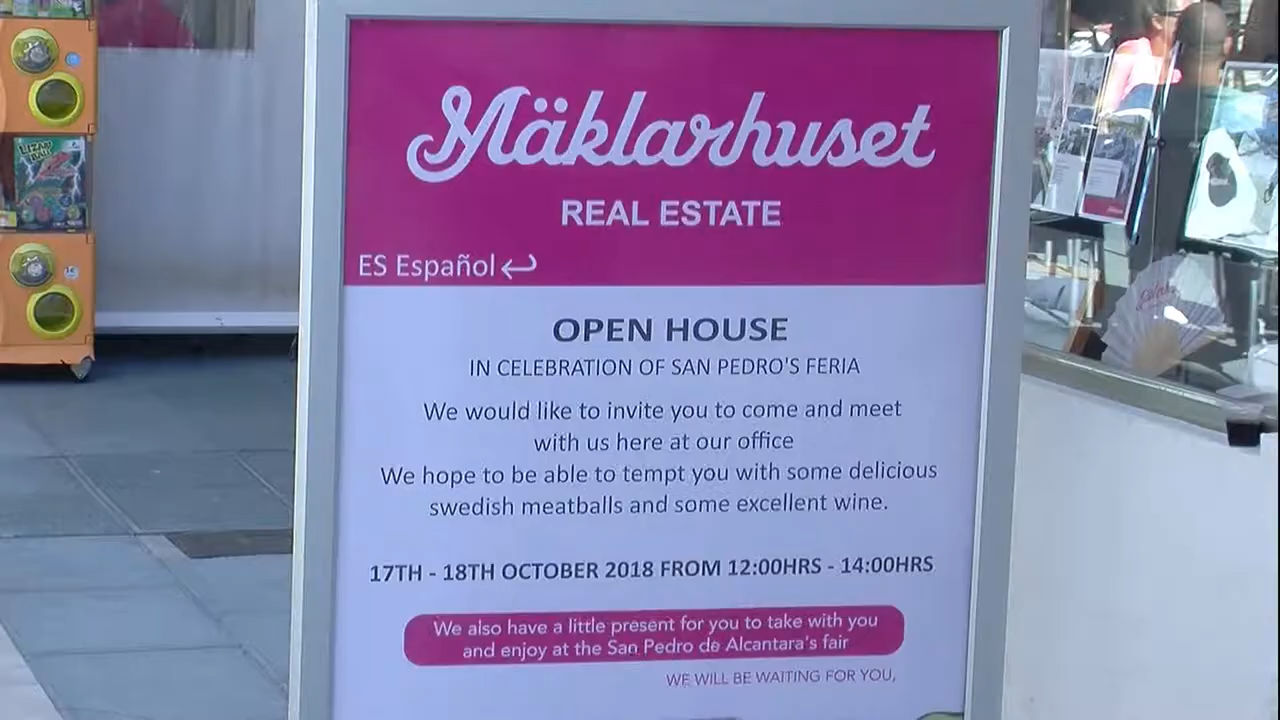 Mäklarhuset
REAL ESTATE
ES Español
OPEN HOUSE
IN CELEBRATION OF SAN PEDRO'S FERIA
We would like to invite you to come and meet
with us here at our office
We hope to be able to tempt you with some delicious
swedish meatballs and some excellent wine.
17TH - 18TH OCTOBER 2018 FROM 12:00HRS - 14:00HRS
We also have a little present for you to take with you
and enjoy at the San Pedro de Alcantara's fair
WE WILL BE WAITING FOR YOU,